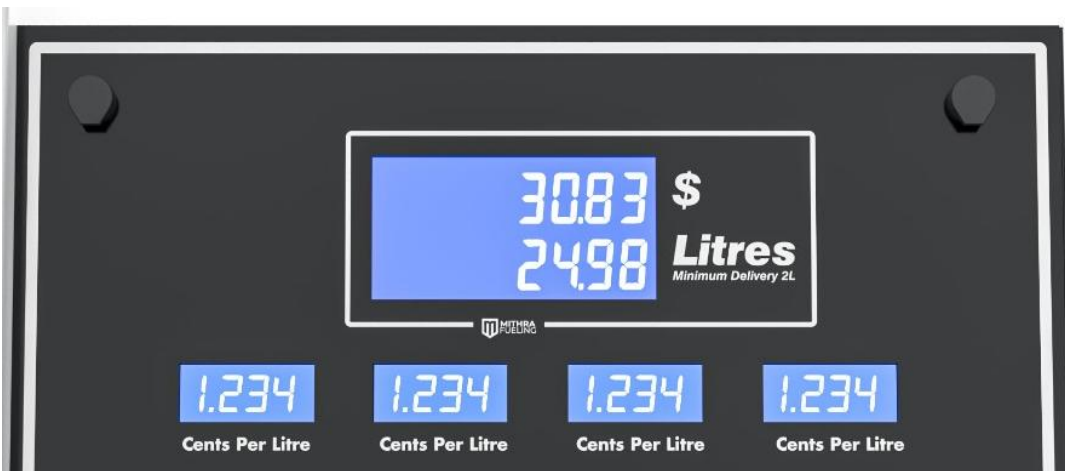 30.83 $
24.98 Litres
Minimum Delivery 2L
MITHRA
FUELING
1.234 1.234 1.234 1.234
Cents Per Litre Cents Per Litre Cents Per Litre Cents Per Litre